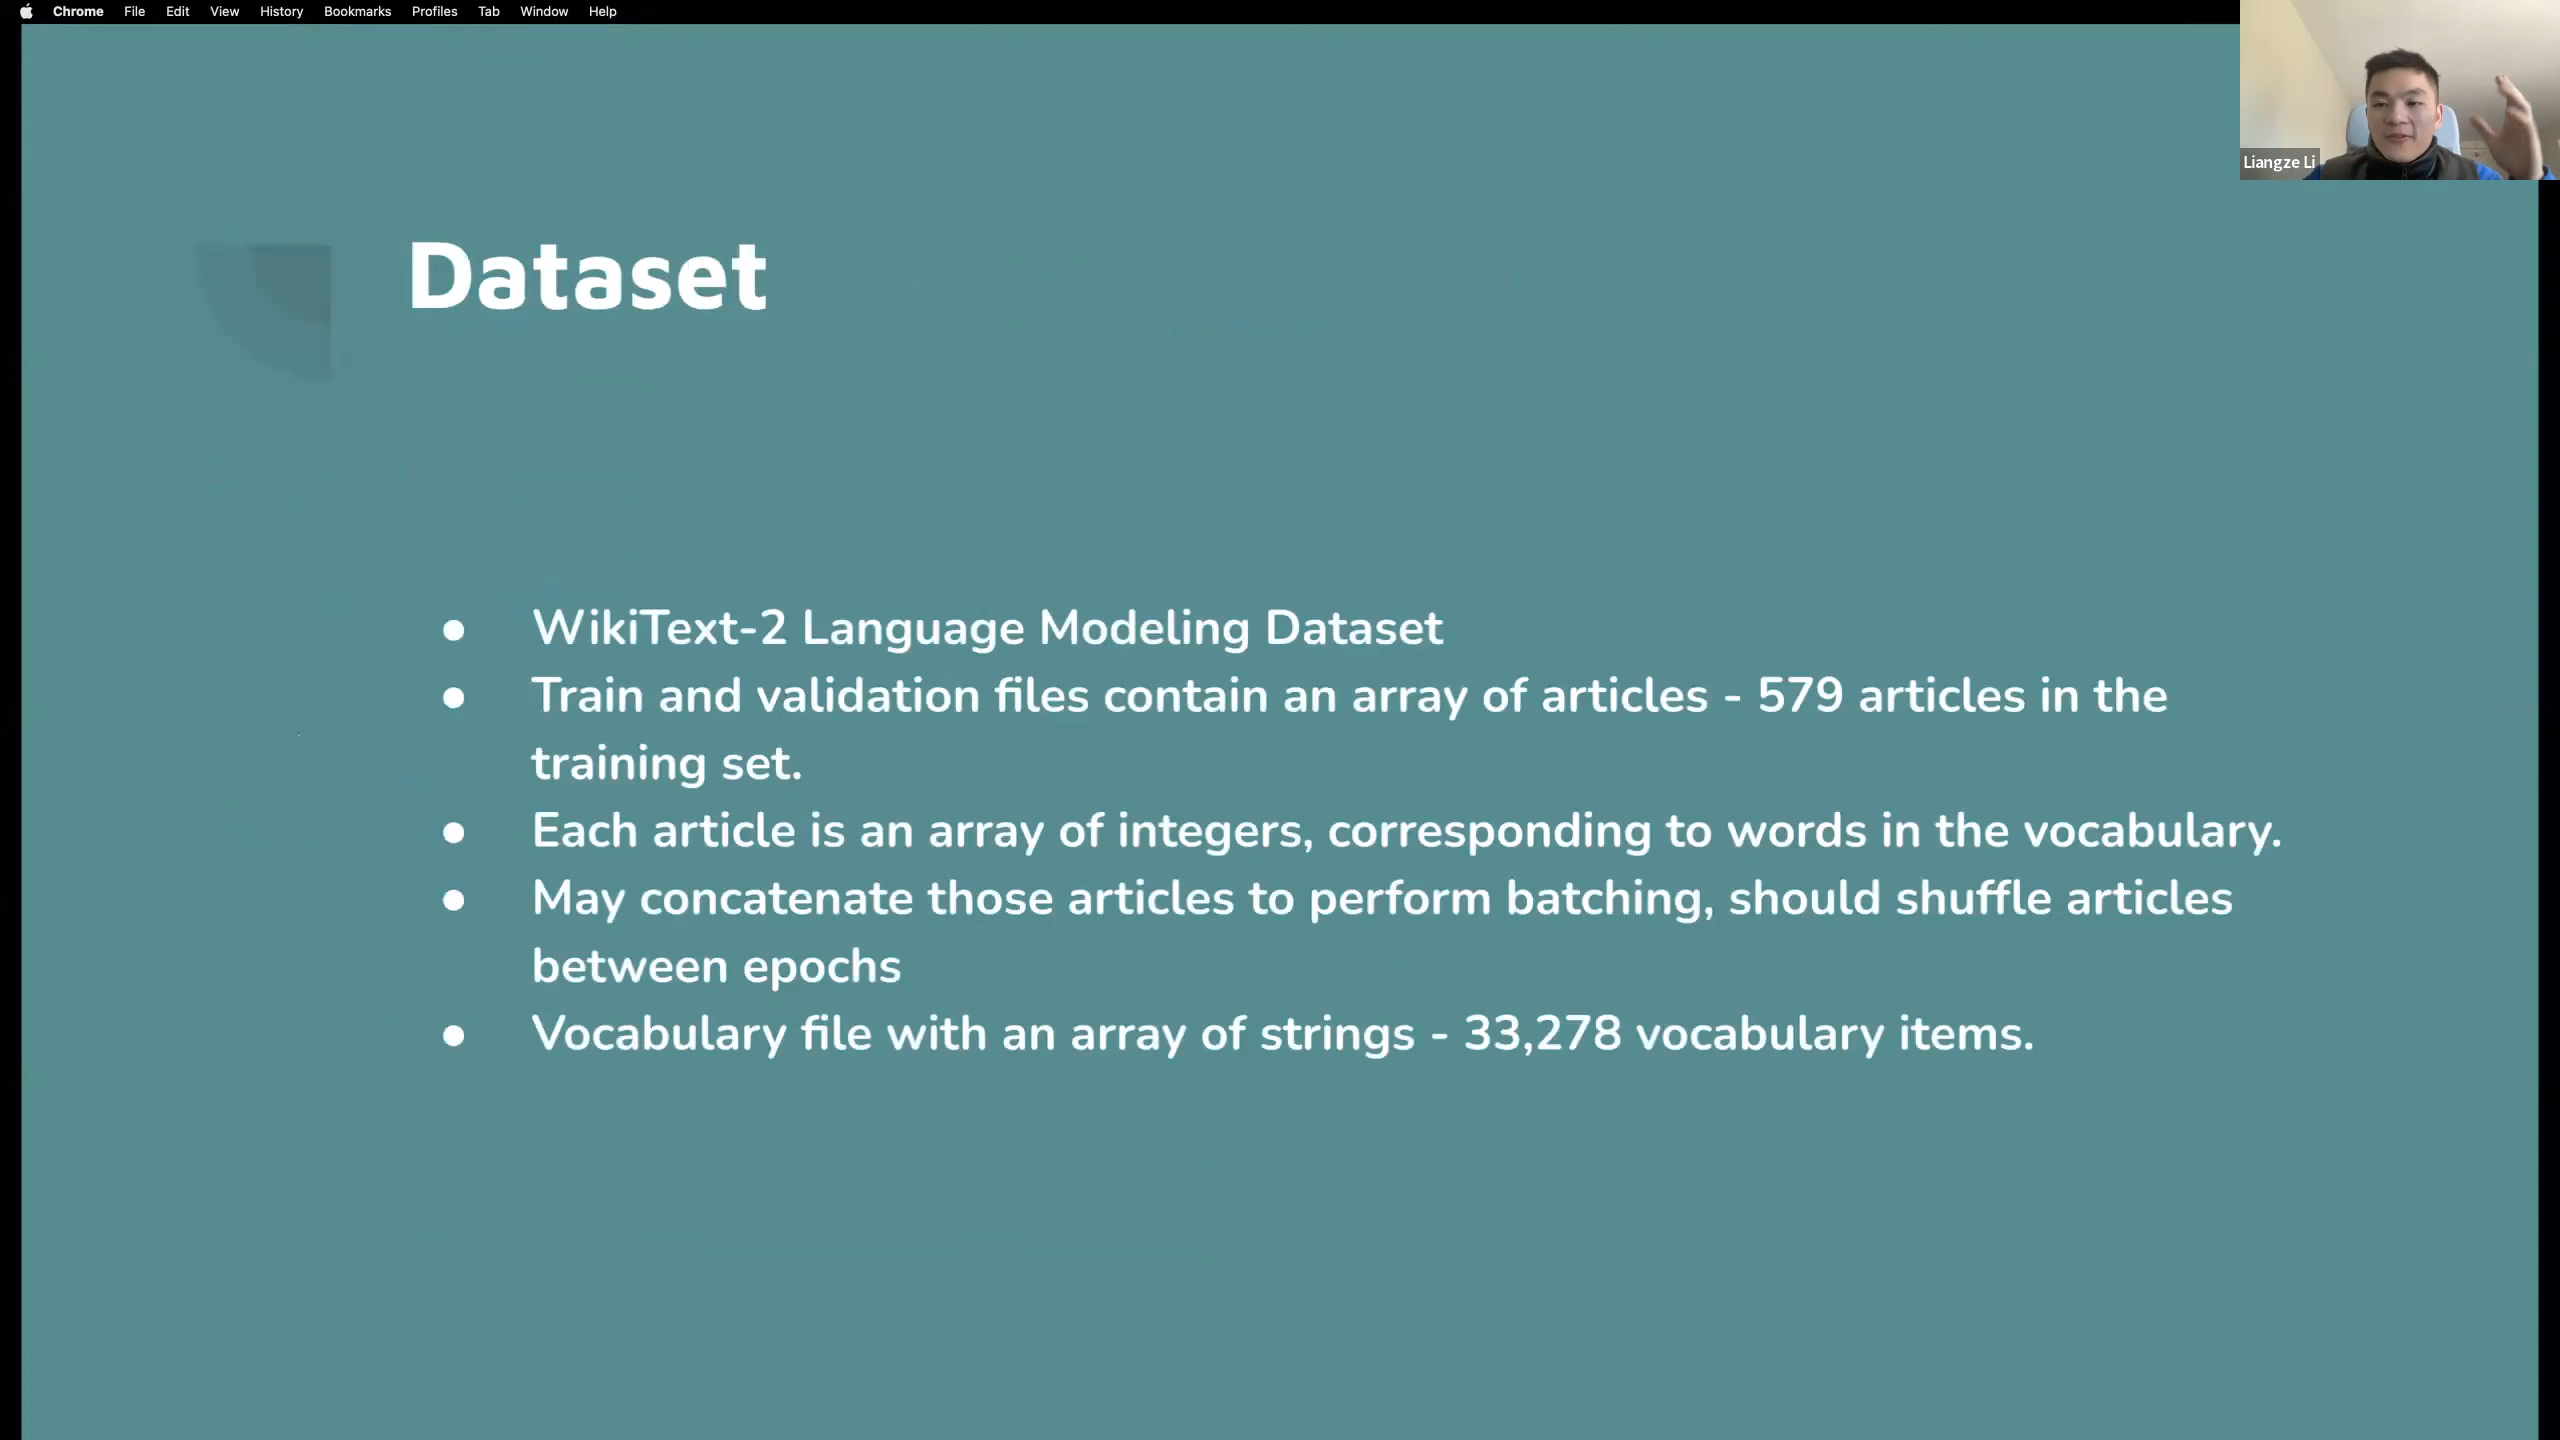 Chrome File Edit View History Bookmarks Profiles Tab Window Help
Liangze Li
Dataset
● WikiText-2 Language Modeling Dataset
● Train and validation files contain an array of articles - 579 articles in the
training set.
● Each article is an array of integers, corresponding to words in the vocabulary.
● May concatenate those articles to perform batching, should shuffle articles
between epochs
● Vocabulary file with an array of strings - 33,278 vocabulary items.